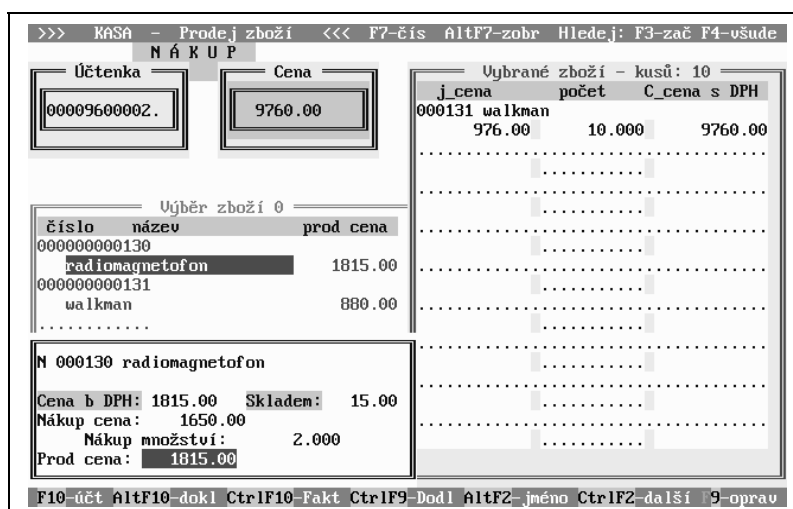 >>> KASA - Prodej zboží <<< F7-čís AltF7-zobr Hledej: F3-zač F4-všude
N Á K U P
Účtenka
Cena
00009600002.
9760.00
Výběr zboží 0
číslo název prod cena
000000000130
radiomagnetofon 1815.00
000000000131
walkman 880.00
............
N 000130 radiomagnetofon
Cena b DPH: 1815.00 Skladem: 15.00
Nákup cena: 1650.00
Nákup množství: 2.000
Prod cena: 1815.00
Vybrané zboží - kusů: 10
j_cena počet C_cena s DPH
000131 walkman
976.00 10.000 9760.00
F10-účt AltF10-dokl CtrlF10-Fakt CtrlF9-Dodl AltF2-jméno CtrlF2-další F9-oprav